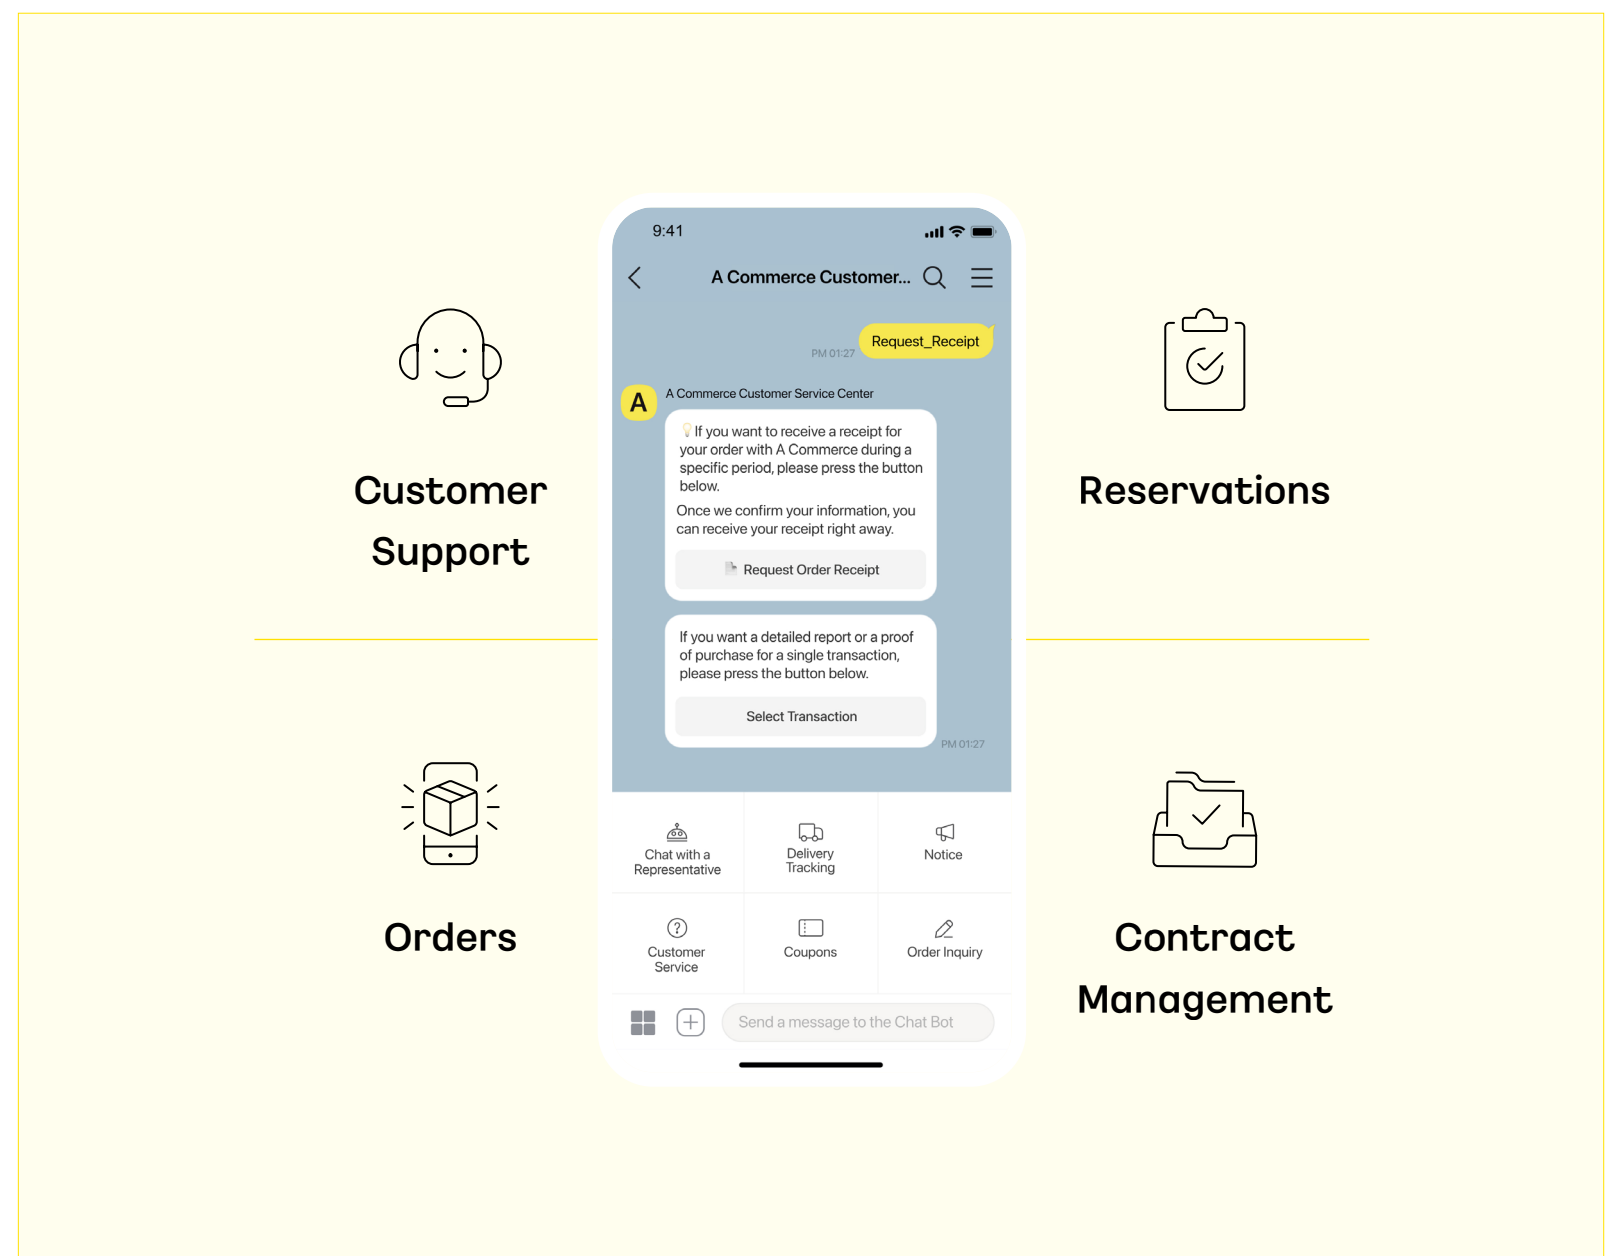 Customer
Support
Orders
9:41
A Commerce Customer...
Request_Receipt
PM 01:27
A
A Commerce Customer Service Center
If you want to receive a receipt for
your order with A Commerce during a
specific period, please press the button
below.
Once we confirm your information, you
can receive your receipt right away.
Request Order Receipt
If you want a detailed report or a proof
of purchase for a single transaction,
please press the button below.
Select Transaction
PM 01:27
Chat with a
Representative
Delivery
Tracking
Notice
Customer
Service
Coupons
Order Inquiry
Send a message to the Chat Bot
Reservations
Contract
Management